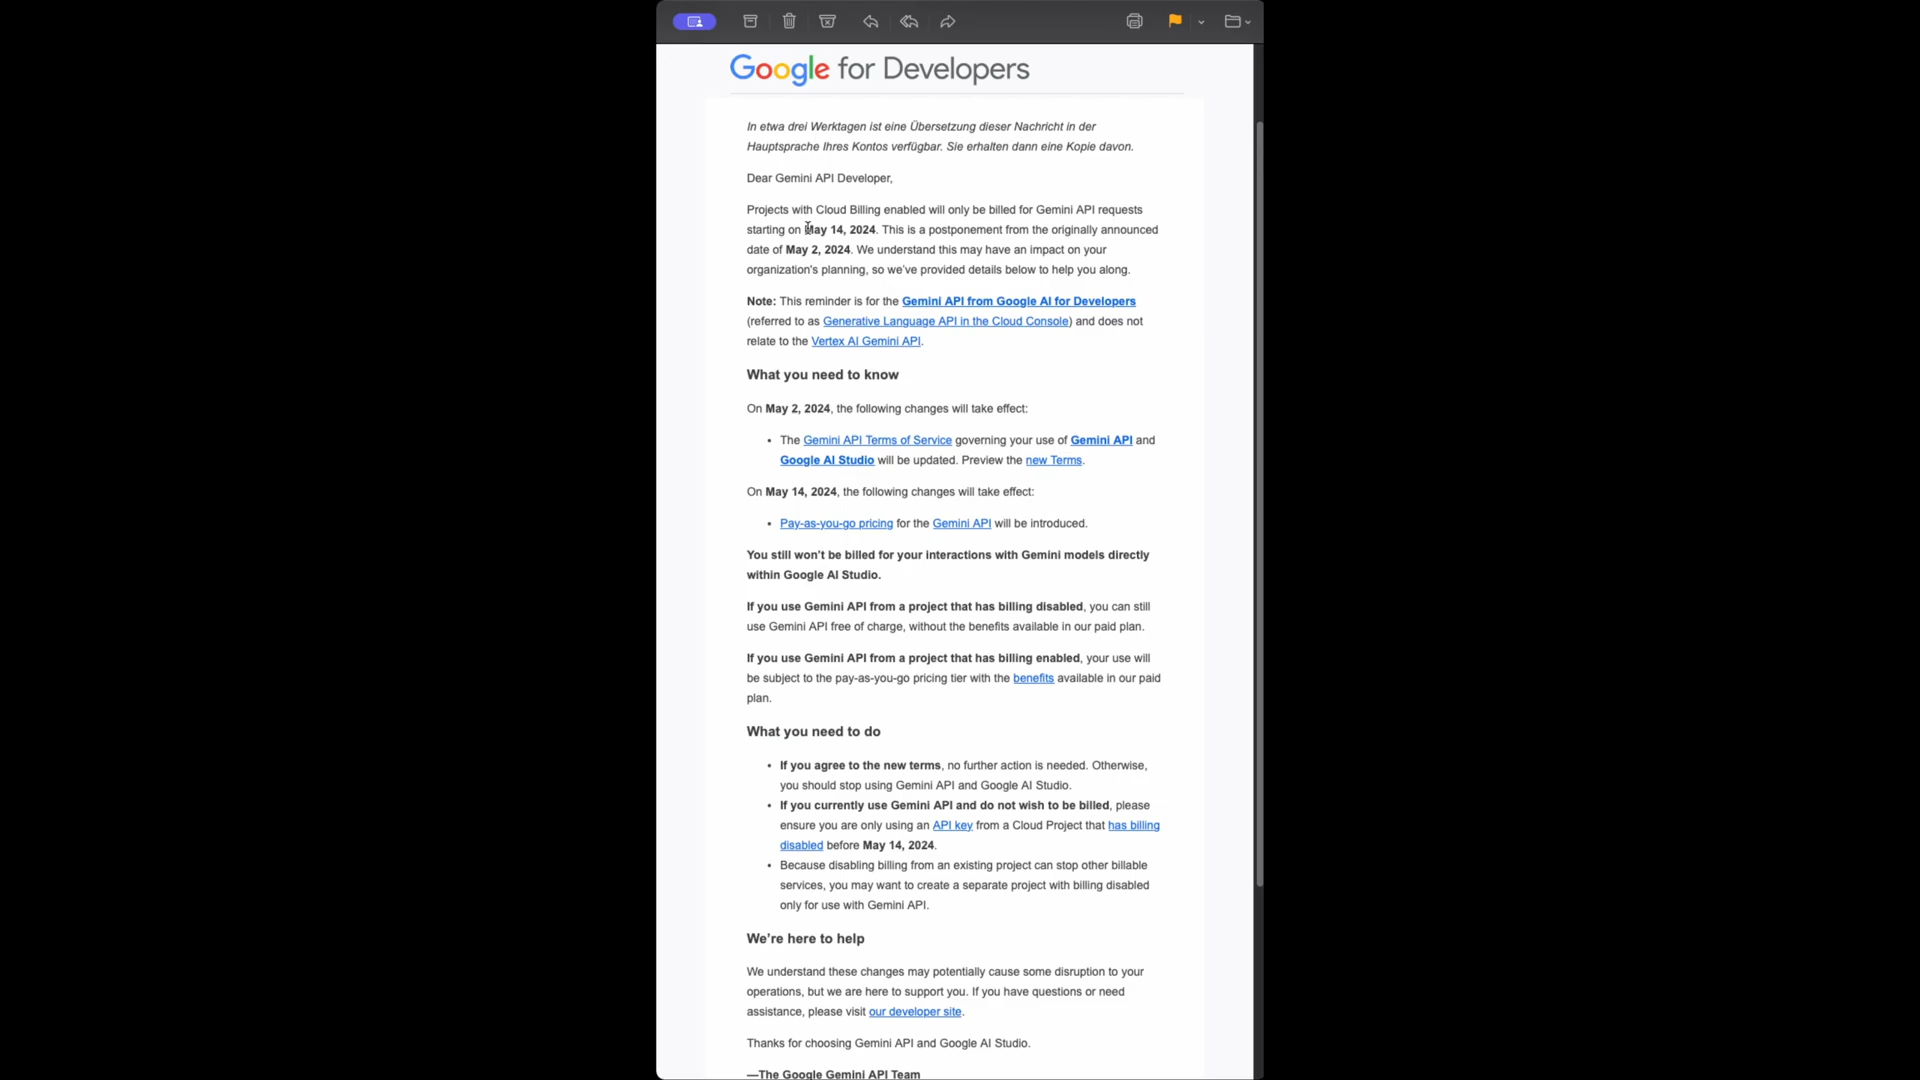 Google for Developers
In etwa drei Werktagen ist eine Übersetzung dieser Nachricht in der
Hauptsprache Ihres Kontos verfügbar. Sie erhalten dann eine Kopie davon.
Dear Gemini API Developer,
Projects with Cloud Billing enabled will only be billed for Gemini API requests
starting on May 14, 2024. This is a postponement from the originally announced
date of May 2, 2024. We understand this may have an impact on your
organization's planning, so we've provided details below to help you along.
Note: This reminder is for the Gemini API from Google AI for Developers
(referred to as Generative Language API in the Cloud Console) and does not
relate to the Vertex AI Gemini API.
What you need to know
On May 2, 2024, the following changes will take effect:
• The Gemini API Terms of Service governing your use of Gemini API and
Google AI Studio will be updated. Preview the new Terms.
On May 14, 2024, the following changes will take effect:
• Pay-as-you-go pricing for the Gemini API will be introduced.
You still won't be billed for your interactions with Gemini models directly
within Google AI Studio.
If you use Gemini API from a project that has billing disabled, you can still
use Gemini API free of charge, without the benefits available in our paid plan.
If you use Gemini API from a project that has billing enabled, your use will
be subject to the pay-as-you-go pricing tier with the benefits available in our paid
plan.
What you need to do
• If you agree to the new terms, no further action is needed. Otherwise,
you should stop using Gemini API and Google AI Studio.
• If you currently use Gemini API and do not wish to be billed, please
ensure you are only using an API key from a Cloud Project that has billing
disabled before May 14, 2024.
• Because disabling billing from an existing project can stop other billable
services, you may want to create a separate project with billing disabled
only for use with Gemini API.
We're here to help
We understand these changes may potentially cause some disruption to your
operations, but we are here to support you. If you have questions or need
assistance, please visit our developer site.
Thanks for choosing Gemini API and Google AI Studio.
—The Google Gemini API Team